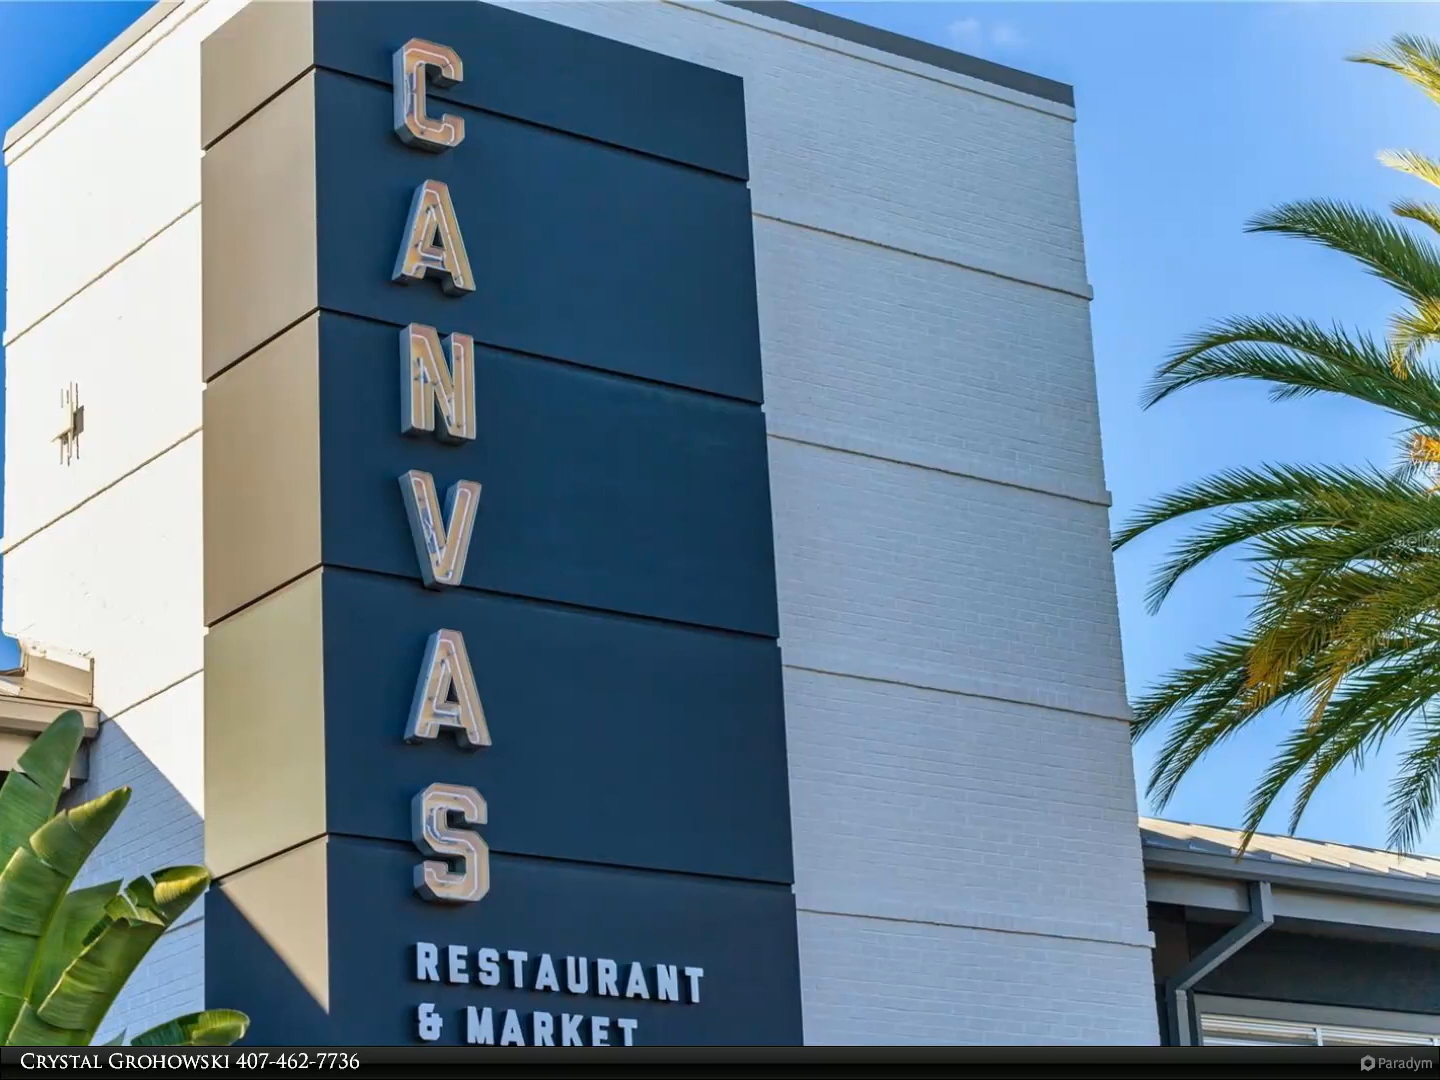 CANVAS
RESTAURANT
& MARKET
CRYSTAL GROHOWSKI 407-462-7736
Paradym